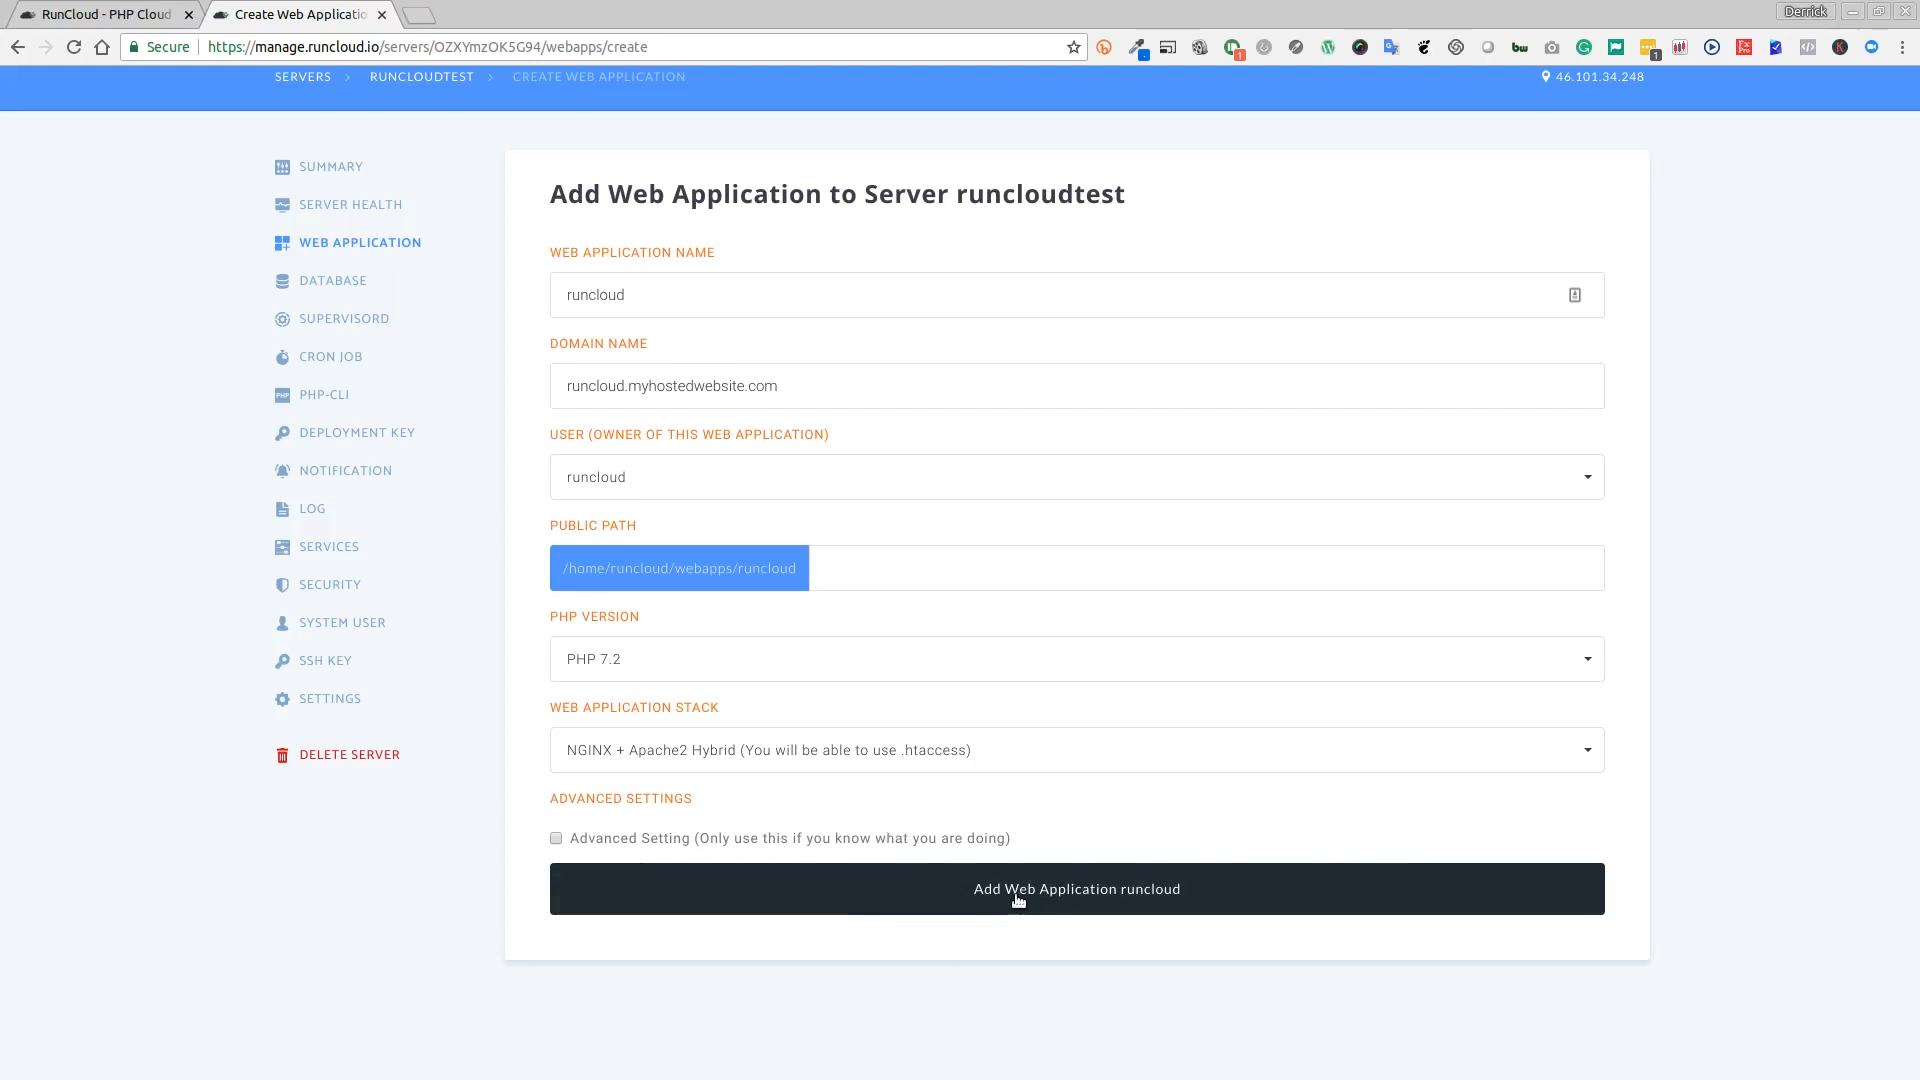 RunCloud - PHP Cloud
Create Web Applicatio
Derrick
Secure
https://manage.runcloud.io/servers/OZXYmzOK5G94/webapps/create
SERVERS > RUNCLOUDTEST > CREATE WEB APPLICATION
46.101.34.248
SUMMARY
SERVER HEALTH
WEB APPLICATION
DATABASE
SUPERVISORD
CRON JOB
PHP-CLI
DEPLOYMENT KEY
NOTIFICATION
LOG
SERVICES
SECURITY
SYSTEM USER
SSH KEY
SETTINGS
DELETE SERVER
Add Web Application to Server runcloudtest
WEB APPLICATION NAME
runcloud
DOMAIN NAME
runcloud.myhostedwebsite.com
USER (OWNER OF THIS WEB APPLICATION)
runcloud
PUBLIC PATH
/home/runcloud/webapps/runcloud
PHP VERSION
PHP 7.2
WEB APPLICATION STACK
NGINX + Apache2 Hybrid (You will be able to use .htaccess)
ADVANCED SETTINGS
Advanced Setting (Only use this if you know what you are doing)
Add Web Application runcloud